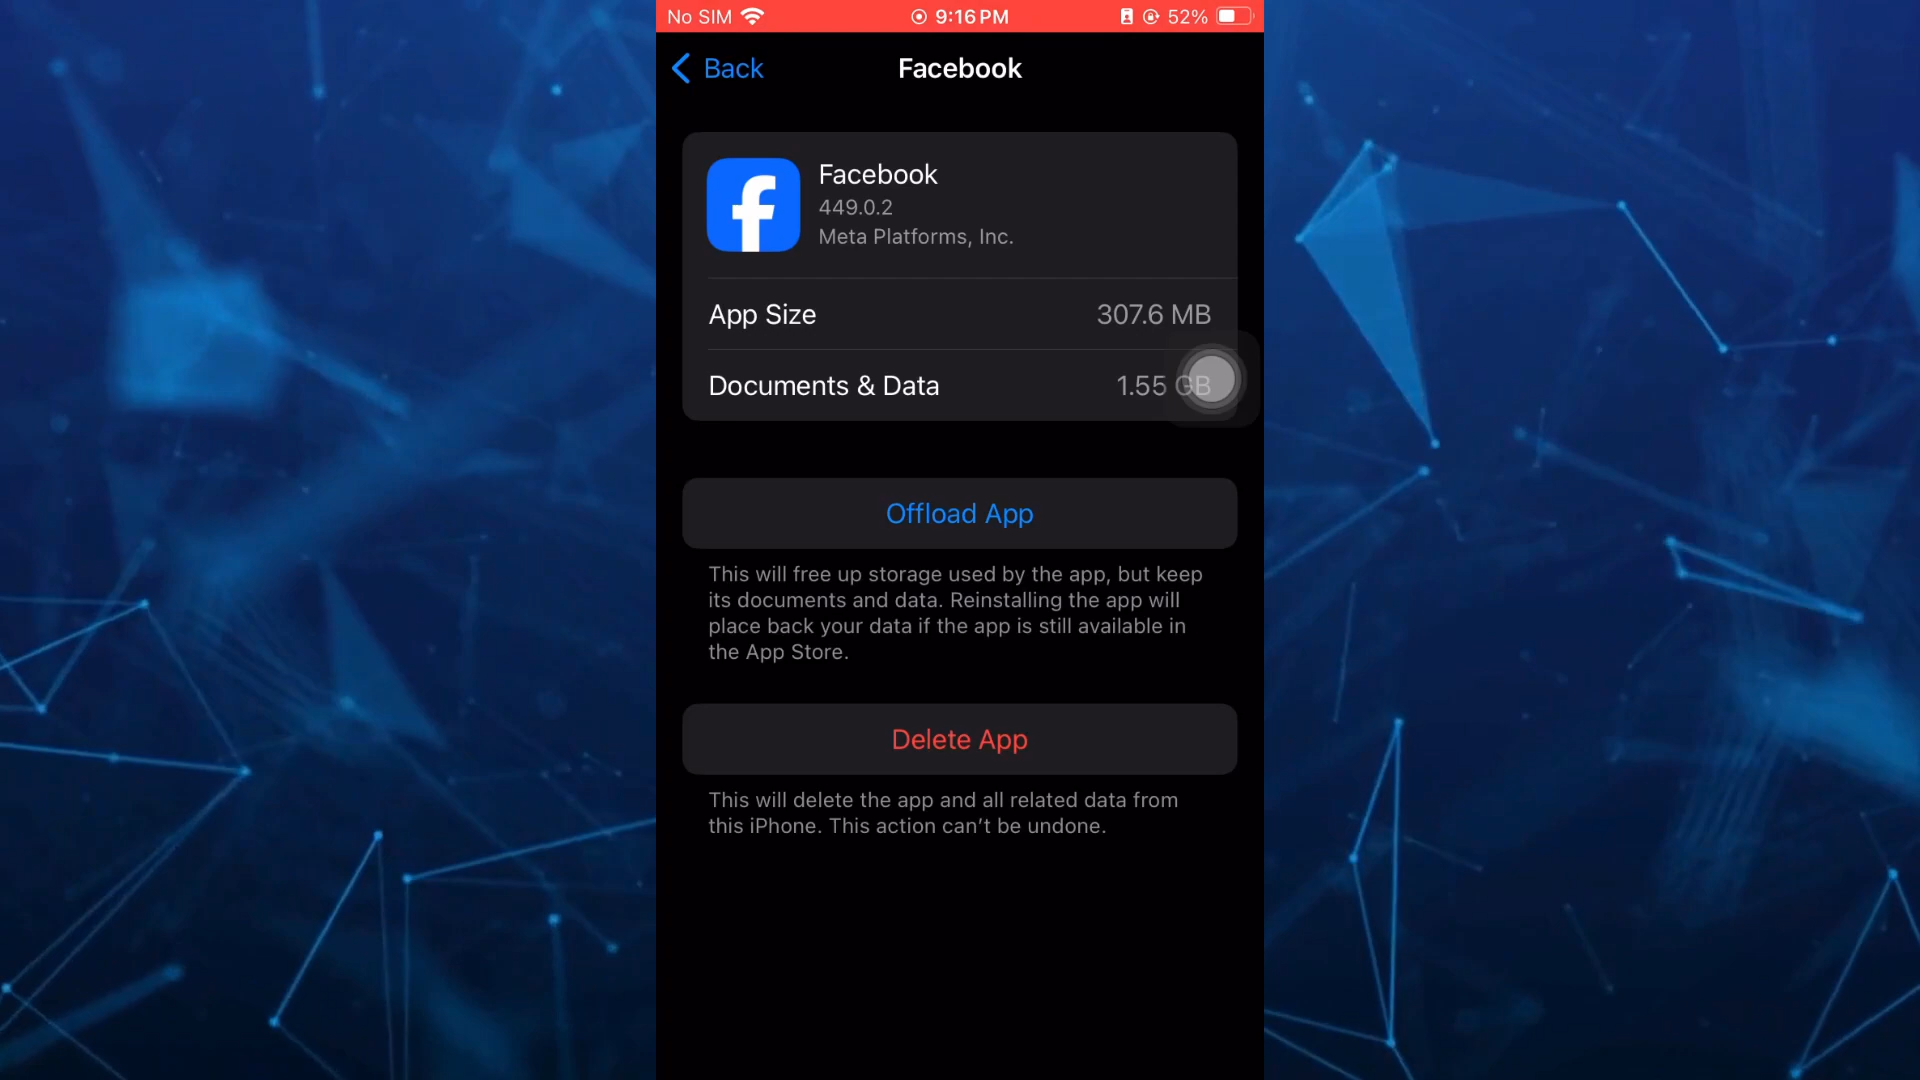 No SIM 9:16 PM 52%
Back Facebook
Facebook
449.0.2
Meta Platforms, Inc.
App Size 307.6 MB
Documents & Data 1.55 GB
Offload App
This will free up storage used by the app, but keep
its documents and data. Reinstalling the app will
place back your data if the app is still available in
the App Store.
Delete App
This will delete the app and all related data from
this iPhone. This action can’t be undone.